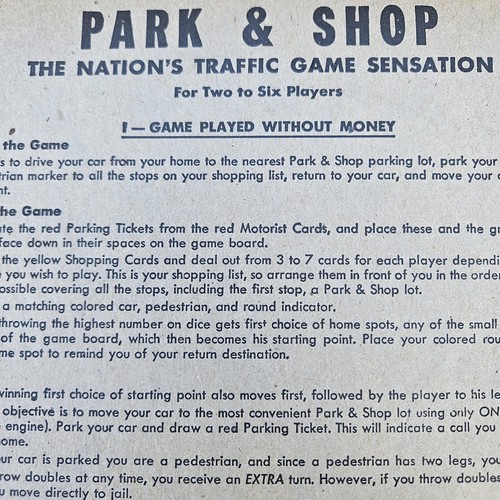 PARK & SHOP
THE NATION'S TRAFFIC GAME SENSATION
For Two to Six Players
I — GAME PLAYED WITHOUT MONEY
the Game
is to drive your car from your home to the nearest Park & Shop parking lot, park your
trian marker to all the stops on your shopping list, return to your car, and move your
nt.
the Game
ate the red Parking Tickets from the red Motorist Cards, and place these and the
face down in their spaces on the game board.
the yellow Shopping Cards and deal out from 3 to 7 cards for each player
you wish to play. This is your shopping list, so arrange them in front of you in the order
ossible covering all the stops, including the first stop, a Park & Shop lot.
a matching colored car, pedestrian, and round indicator.
throwing the highest number on dice gets first choice of home spots, any of the small
of the game board, which then becomes his starting point. Place your colored
me spot to remind you of your return destination.
winning first choice of starting point also moves first, followed by the player to his
objective is to move your car to the most convenient Park & Shop lot using only
engine). Park your car and draw a red Parking Ticket. This will indicate a call you
ome.
ur car is parked you are a pedestrian, and since a pedestrian has two legs, you
row doubles at any time, you receive an EXTRA turn. However, if you throw doubles
u move directly to jail.